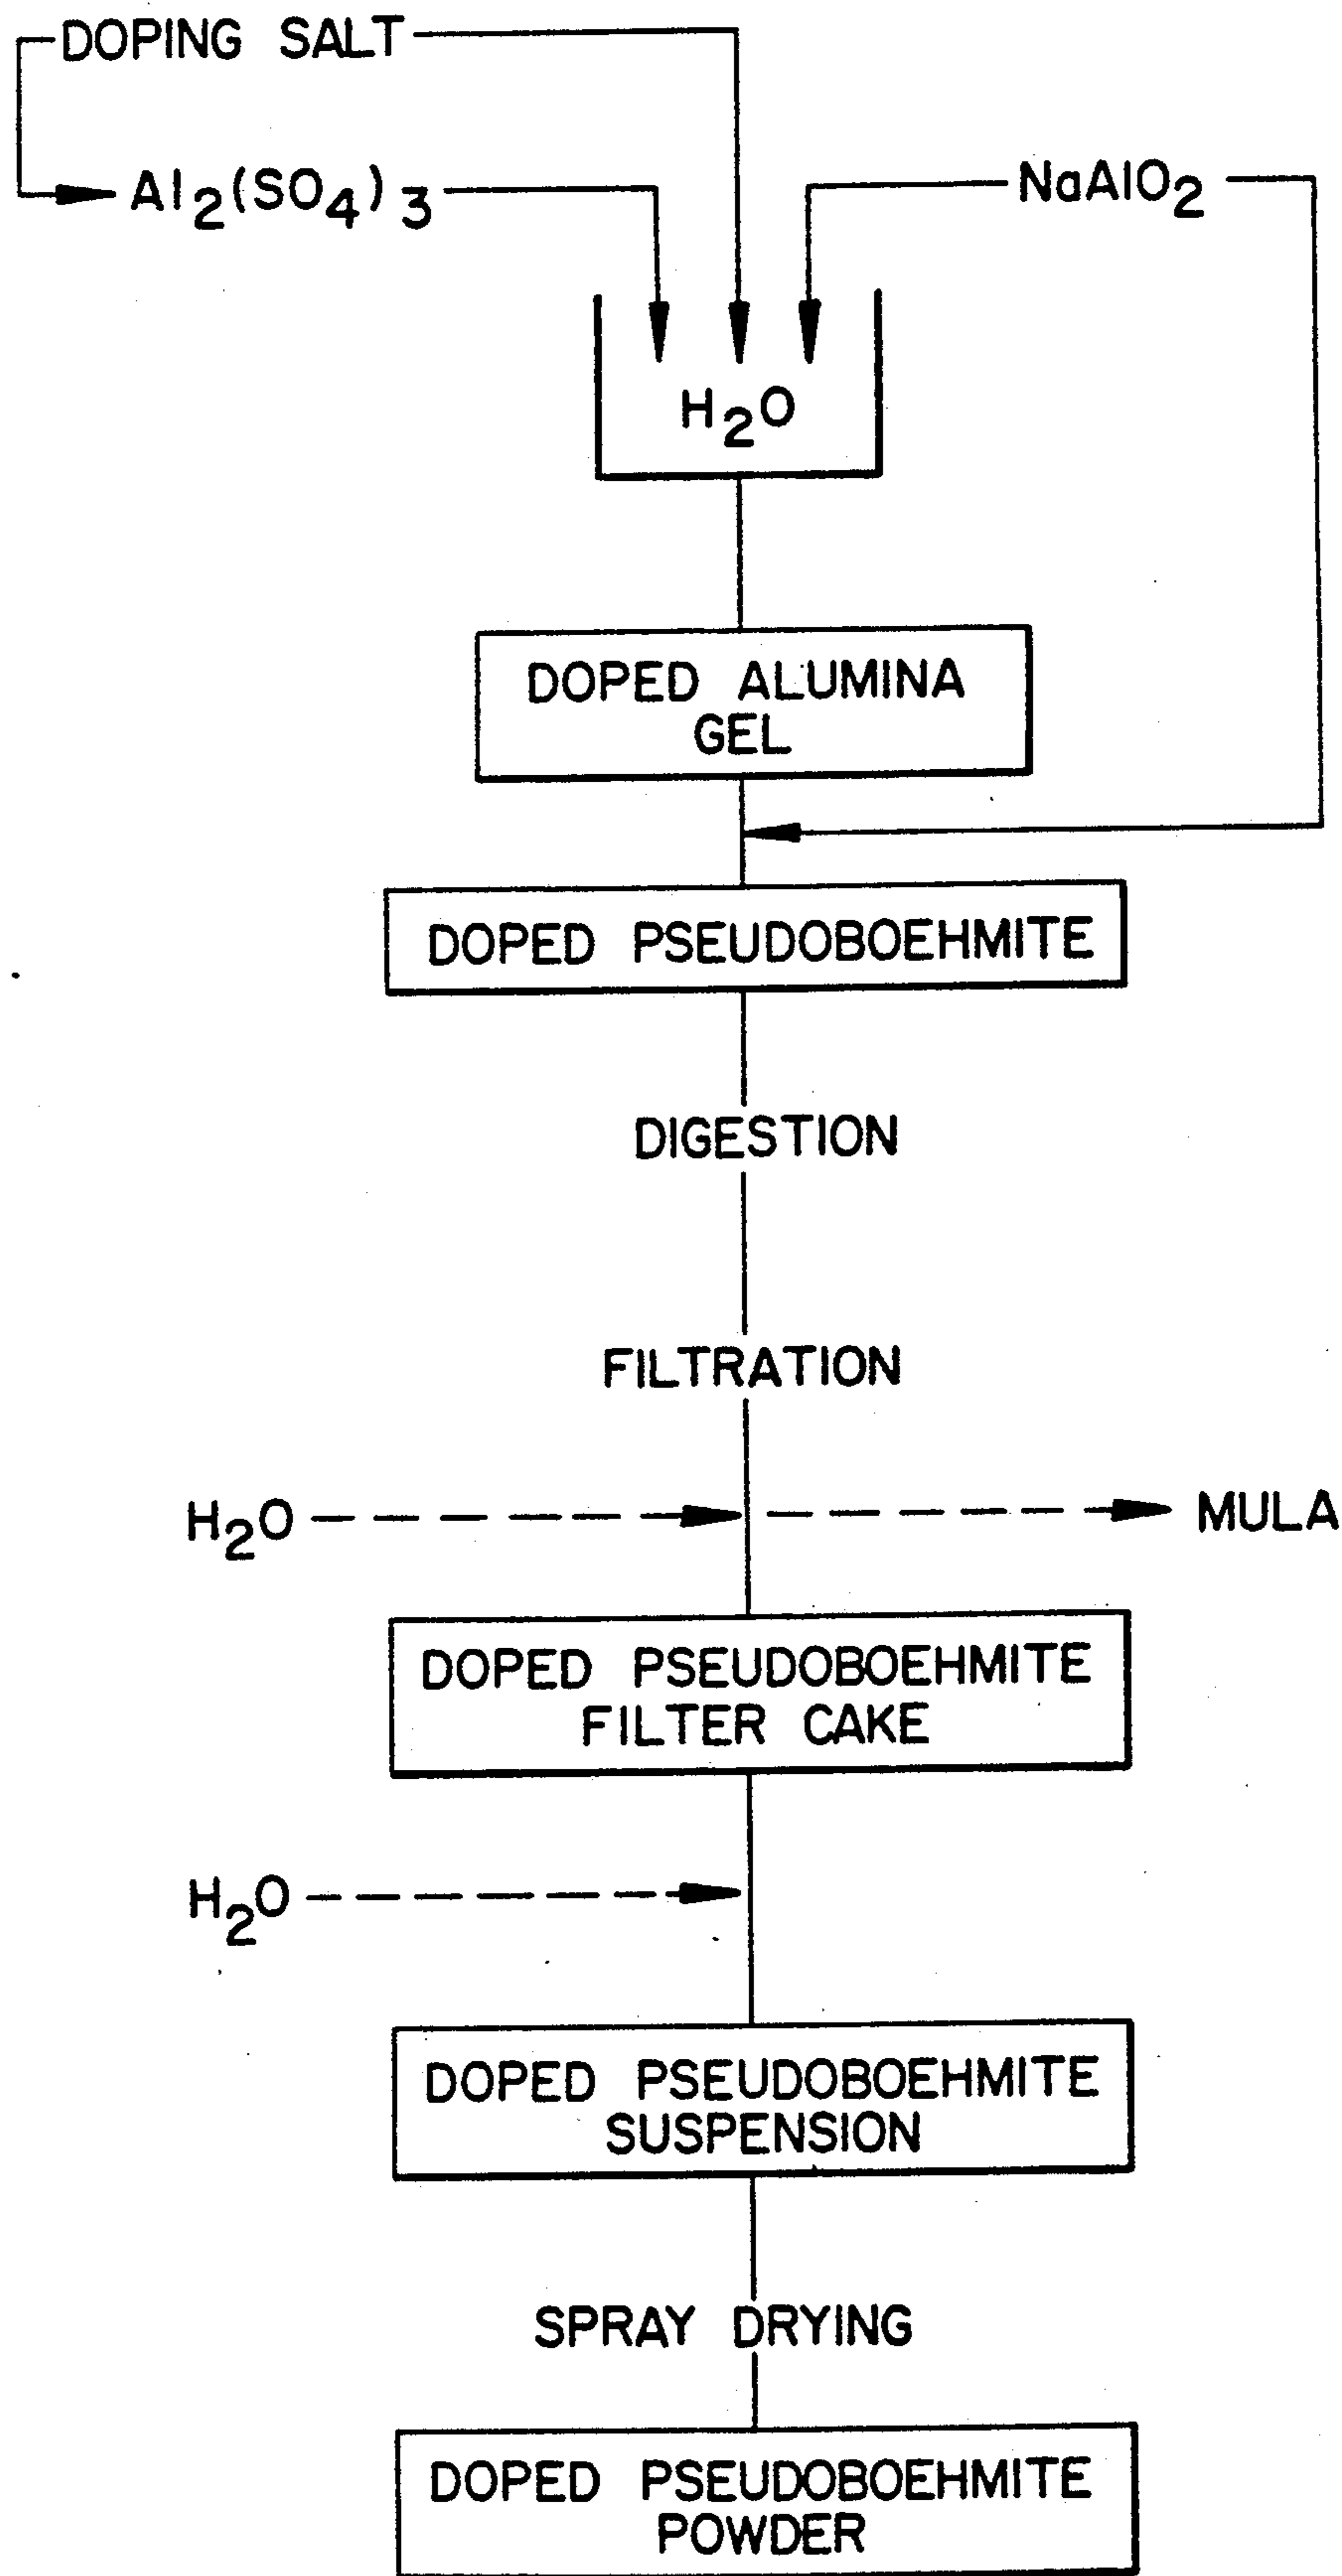 DOPING SALT
Al2(SO4)3
NaAlO2
H2O
DOPED ALUMINA
GEL
DOPED PSEUDOBOEHMITE
DIGESTION
FILTRATION
H2O
MULA
DOPED PSEUDOBOEHMITE
FILTER CAKE
H2O
DOPED PSEUDOBOEHMITE
SUSPENSION
SPRAY DRYING
DOPED PSEUDOBOEHMITE
POWDER